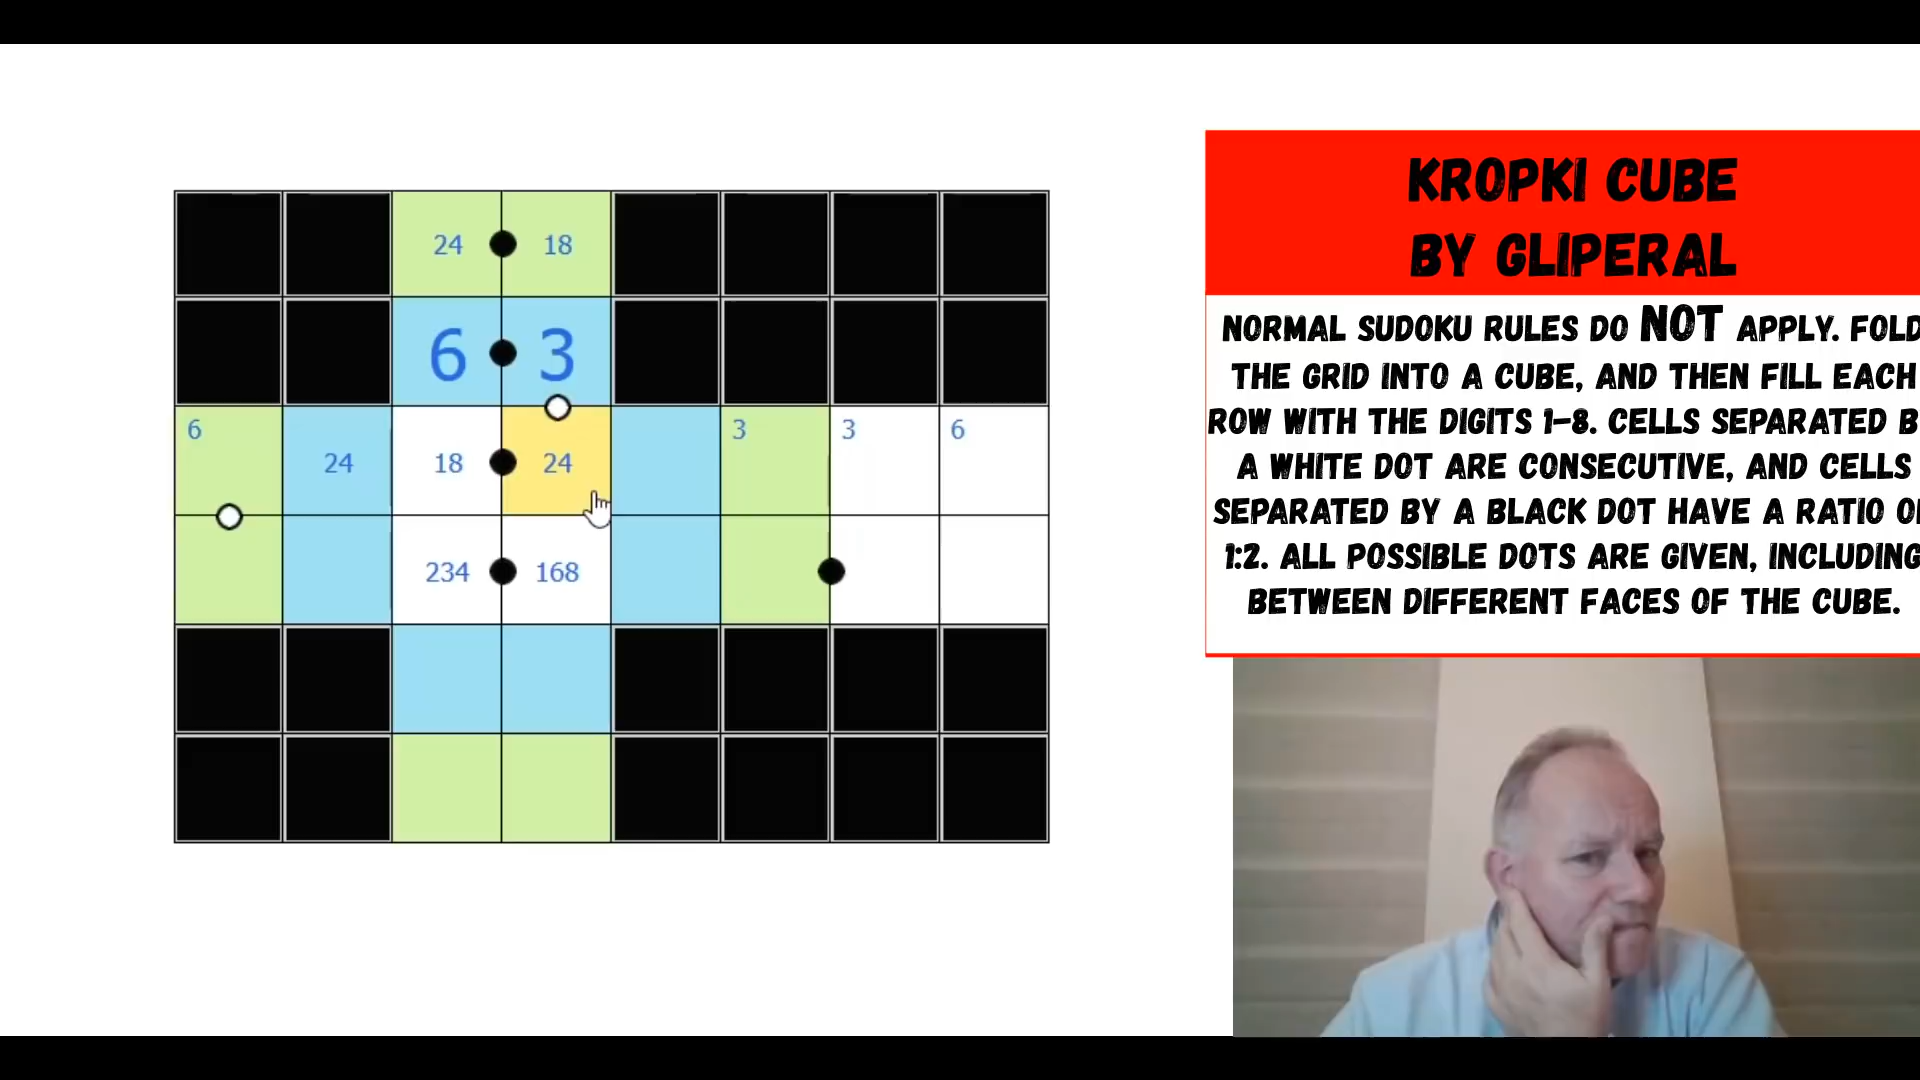 KROPKI CUBE
BY GLIPERAL
NORMAL SUDOKU RULES DO NOT APPLY. FOLD
THE GRID INTO A CUBE, AND THEN FILL EACH
ROW WITH THE DIGITS 1-8. CELLS SEPARATED B
A WHITE DOT ARE CONSECUTIVE, AND CELLS
SEPARATED BY A BLACK DOT HAVE A RATIO O
1:2. ALL POSSIBLE DOTS ARE GIVEN, INCLUDING
BETWEEN DIFFERENT FACES OF THE CUBE.
24 18
6 3
6 24 18 24 3 3 6
234 168